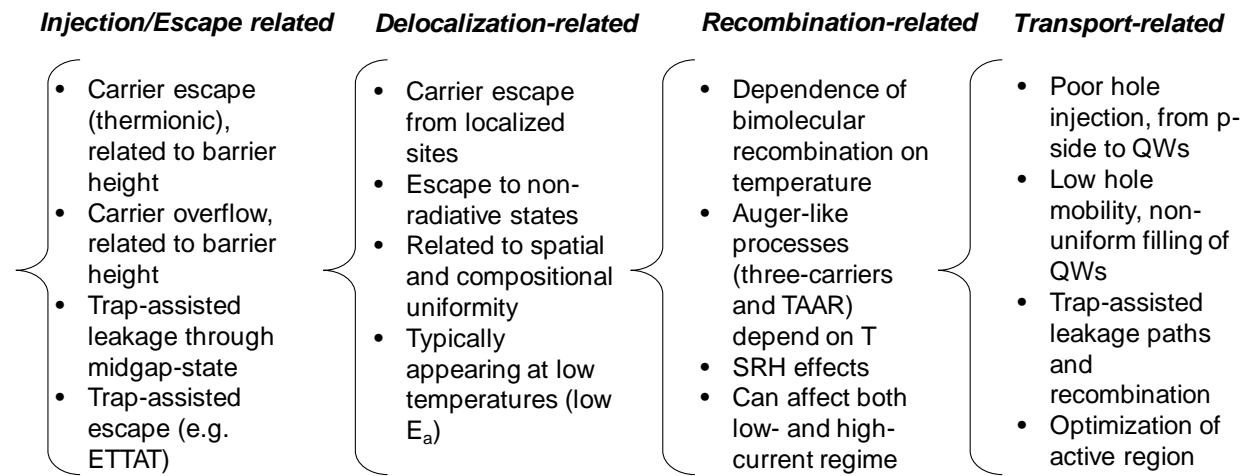 Injection/Escape related
• Carrier escape
(thermionic),
related to barrier
height
• Carrier overflow,
related to barrier
height
• Trap-assisted
leakage through
midgap-state
• Trap-assisted
escape (e.g.
ETTAT)
Delocalization-related
• Carrier escape
from localized
sites
• Escape to non-
radiative states
• Related to spatial
and compositional
uniformity
• Typically
appearing at low
temperatures (low
Ea)
Recombination-related
• Dependence of
bimolecular
recombination on
temperature
• Auger-like
processes
(three-carriers
and TAAR)
depend on T
• SRH effects
• Can affect both
low- and high-
current regime
Transport-related
• Poor hole
injection, from p-
side to QWs
• Low hole
mobility, non-
uniform filling of
QWs
• Trap-assisted
leakage paths
and
recombination
• Optimization of
active region